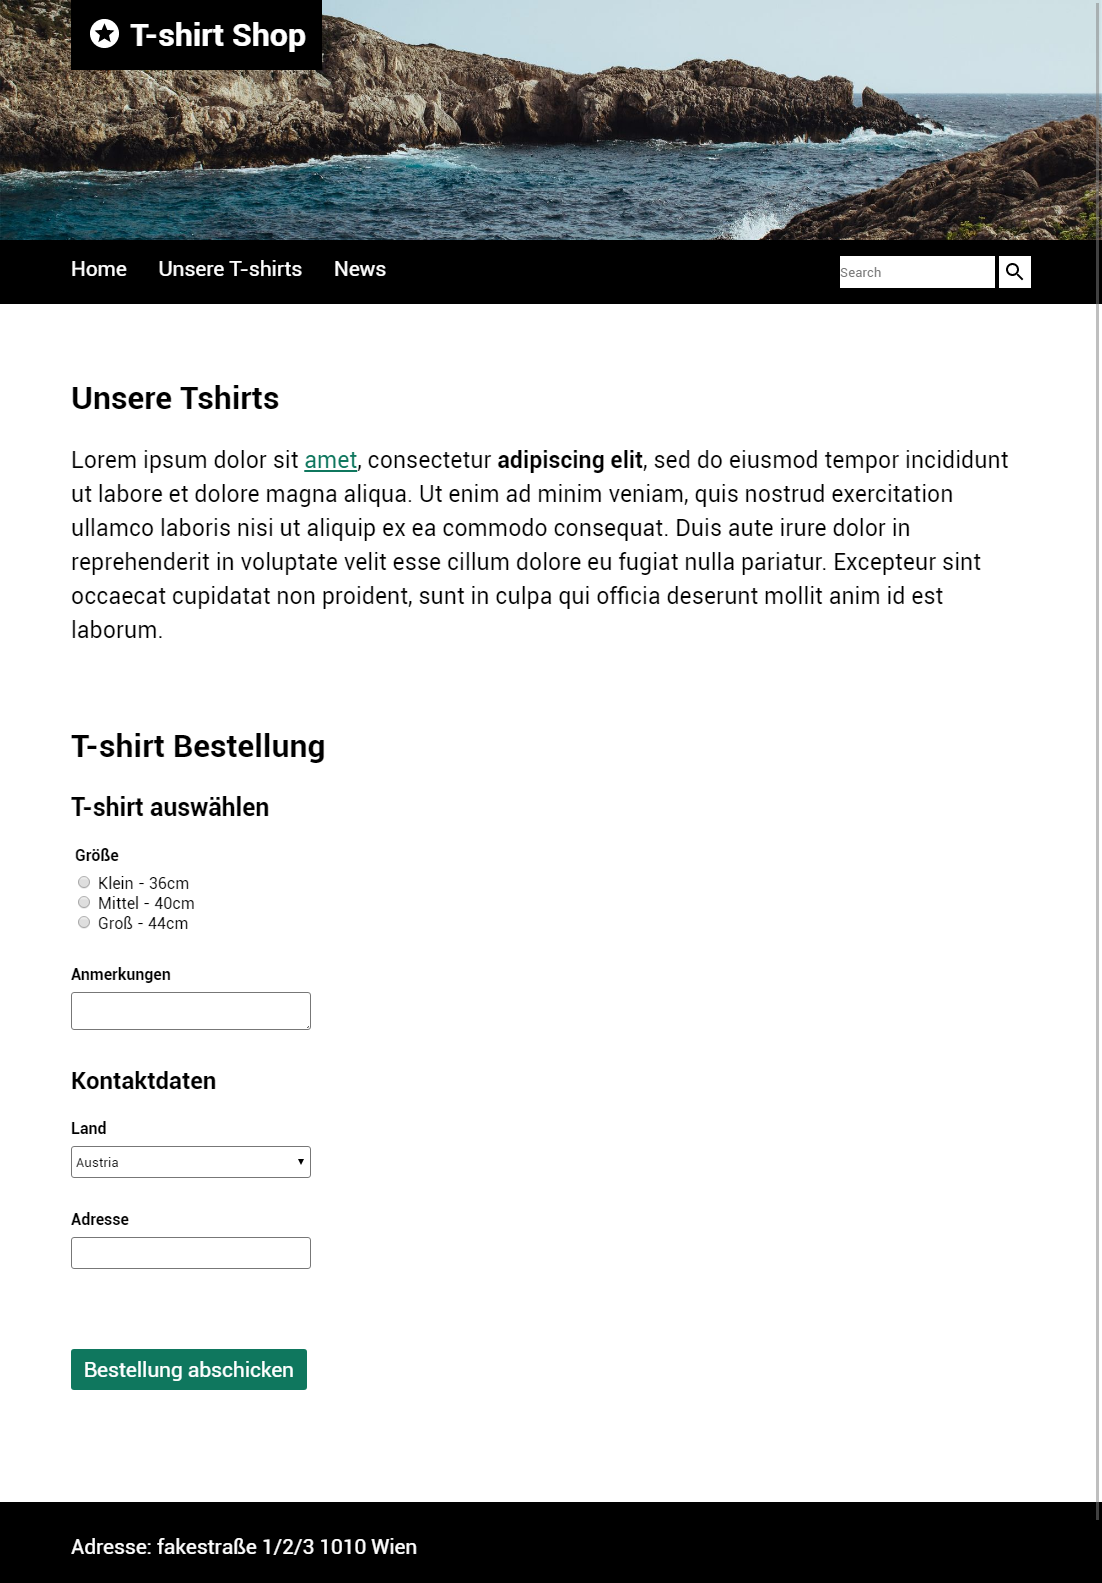 T-shirt Shop
Home Unsere T-shirts News Search
Unsere Tshirts
Lorem ipsum dolor sit amet, consectetur adipiscing elit, sed do eiusmod tempor incididunt
ut labore et dolore magna aliqua. Ut enim ad minim veniam, quis nostrud exercitation
ullamco laboris nisi ut aliquip ex ea commodo consequat. Duis aute irure dolor in
reprehenderit in voluptate velit esse cillum dolore eu fugiat nulla pariatur. Excepteur sint
occaecat cupidatat non proident, sunt in culpa qui officia deserunt mollit anim id est
laborum.
T-shirt Bestellung
T-shirt auswählen
Größe
Klein - 36cm
Mittel - 40cm
Groß - 44cm
Anmerkungen
Kontaktdaten
Land
Austria
Adresse
Bestellung abschicken
Adresse: fakestraße 1/2/3 1010 Wien